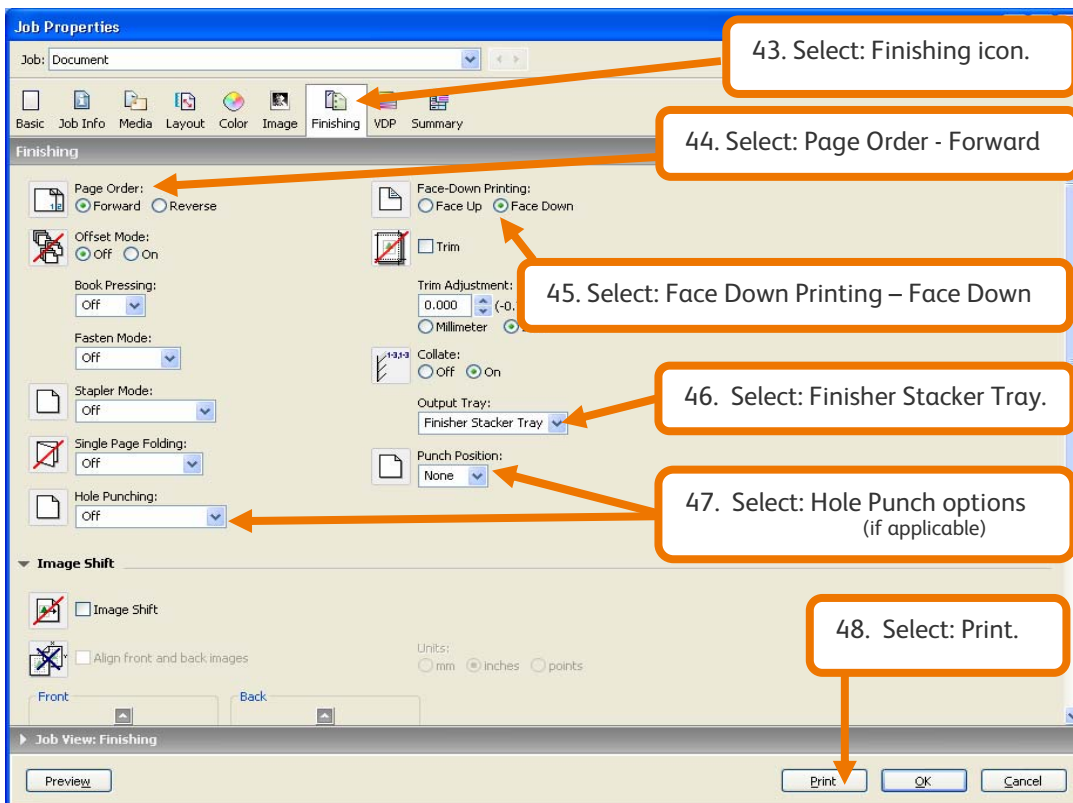 Job Properties
43. Select: Finishing icon.
Job: Document
Basic Job Info Media Layout Color Image Finishing VDP Summary
44. Select: Page Order - Forward
Finishing
Page Order:
Forward Reverse
Face-Down Printing:
Face Up Face Down
Offset Mode:
Off On
Trim
45. Select: Face Down Printing – Face Down
Book Pressing:
Off
Trim Adjustment:
0.000 (-0.
Millimeter
Fasten Mode:
Off
1-3,1-3 Collate:
Off On
46. Select: Finisher Stacker Tray.
Stapler Mode:
Off
Output Tray:
Finisher Stacker Tray
Single Page Folding:
Off
Punch Position:
None
47. Select: Hole Punch options
(if applicable)
Hole Punching:
Off
Image Shift
Image Shift
48. Select: Print.
Align front and back images
Units:
mm inches points
Front Back
Job View: Finishing
Preview Print OK Cancel